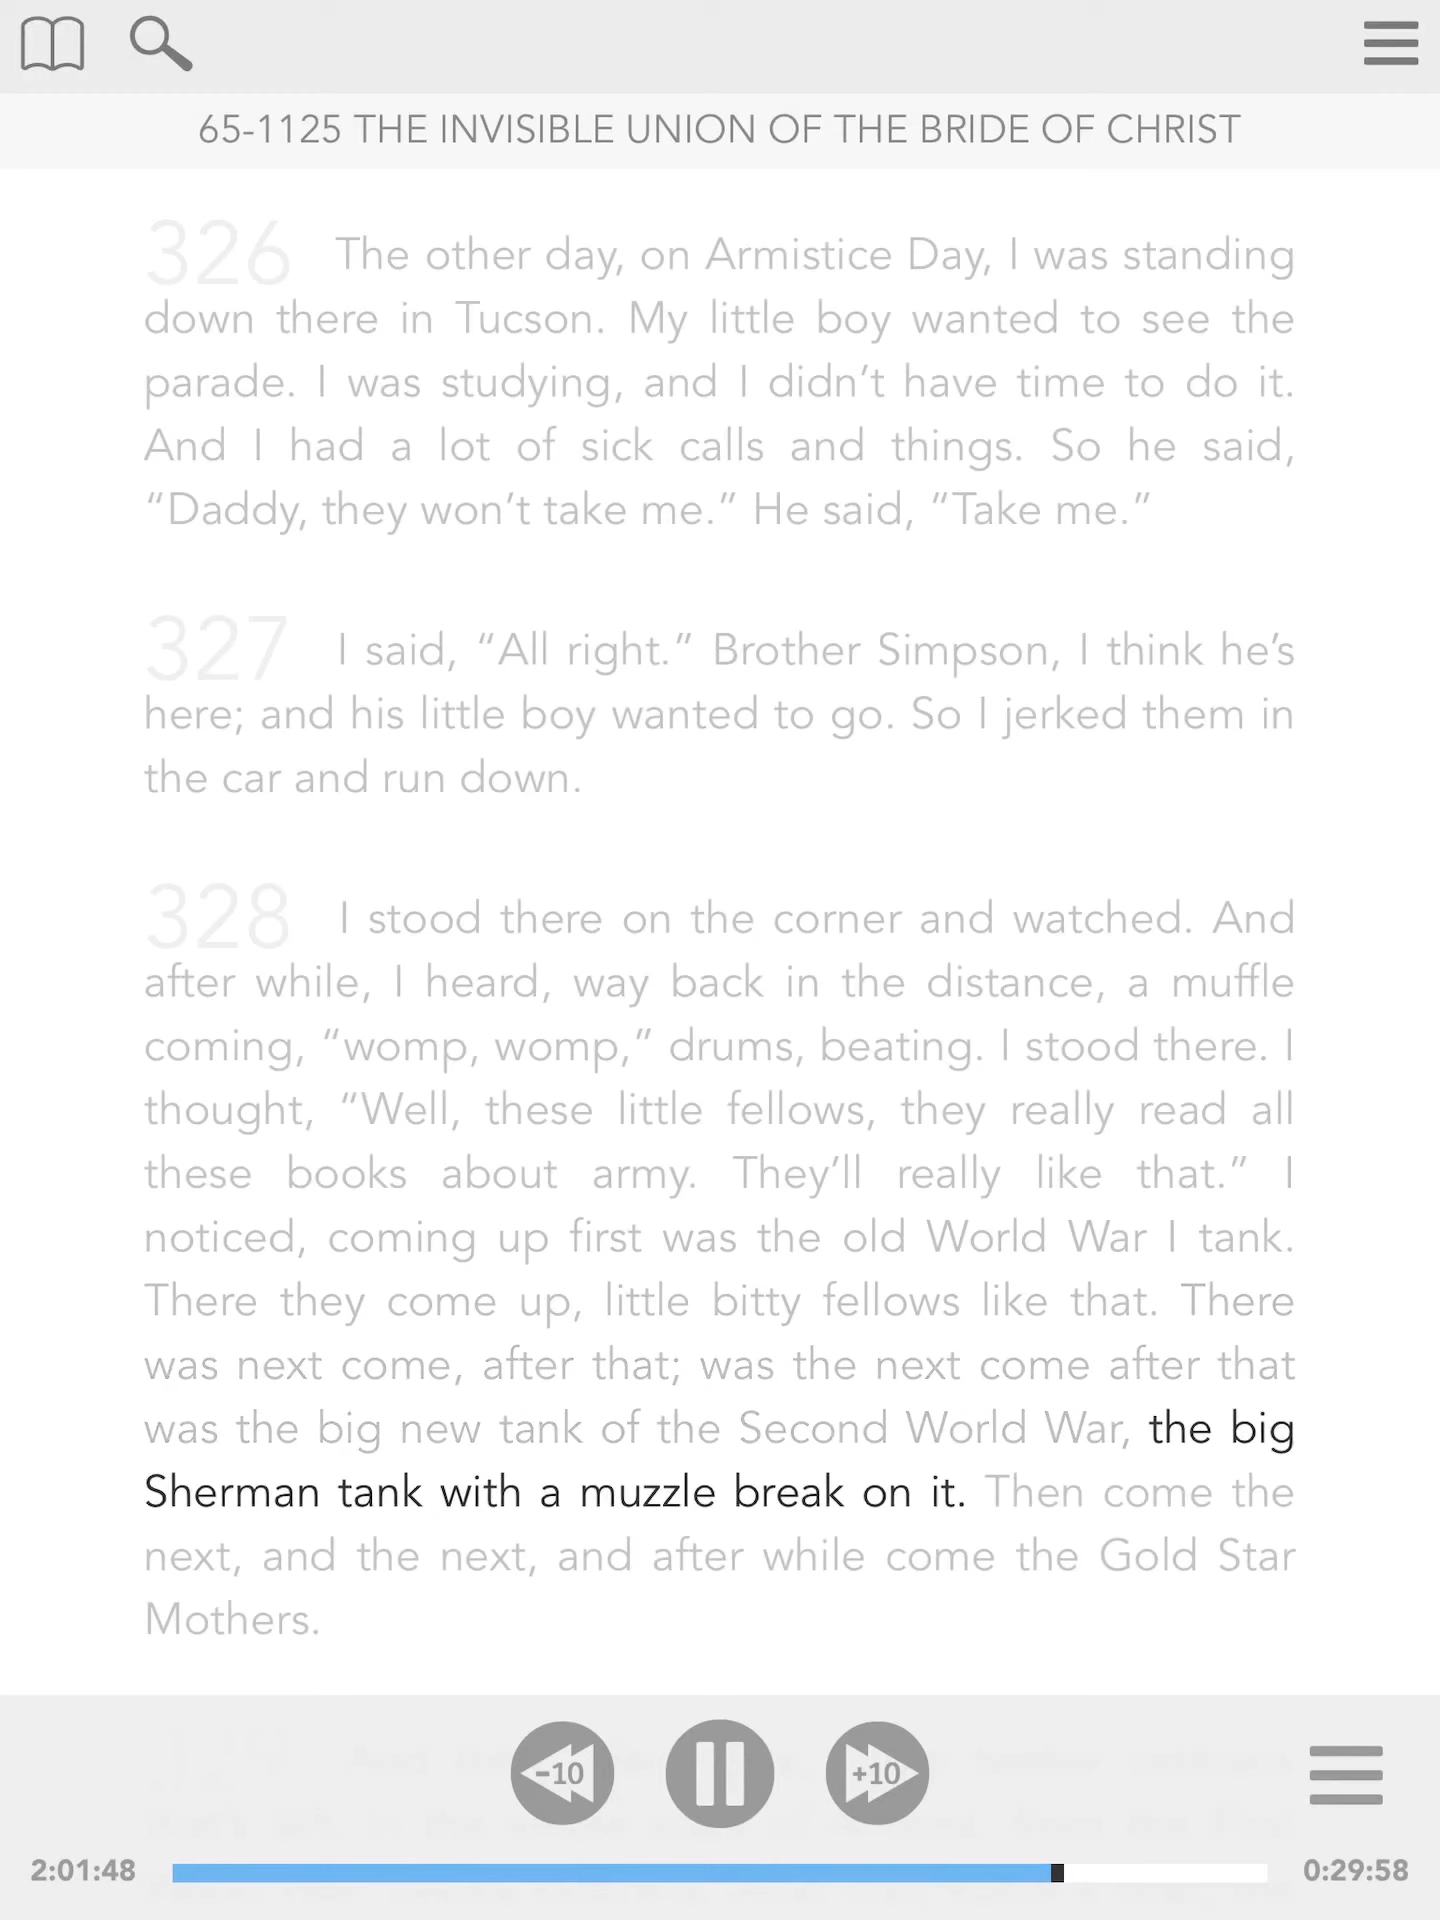 65-1125 THE INVISIBLE UNION OF THE BRIDE OF CHRIST
326 The other day, on Armistice Day, I was standing
down there in Tucson. My little boy wanted to see the
parade. I was studying, and I didn’t have time to do it.
And I had a lot of sick calls and things. So he said,
“Daddy, they won’t take me.” He said, “Take me.”
327 I said, “All right.” Brother Simpson, I think he’s
here; and his little boy wanted to go. So I jerked them in
the car and run down.
328 I stood there on the corner and watched. And
after while, I heard, way back in the distance, a muffle
coming, “womp, womp,” drums, beating. I stood there. I
thought, “Well, these little fellows, they really read all
these books about army. They’ll really like that.” I
noticed, coming up first was the old World War I tank.
There they come up, little bitty fellows like that. There
was next come, after that; was the next come after that
was the big new tank of the Second World War, the big
Sherman tank with a muzzle break on it. Then come the
next, and the next, and after while come the Gold Star
Mothers.
-10 +10
2:01:48 0:29:58